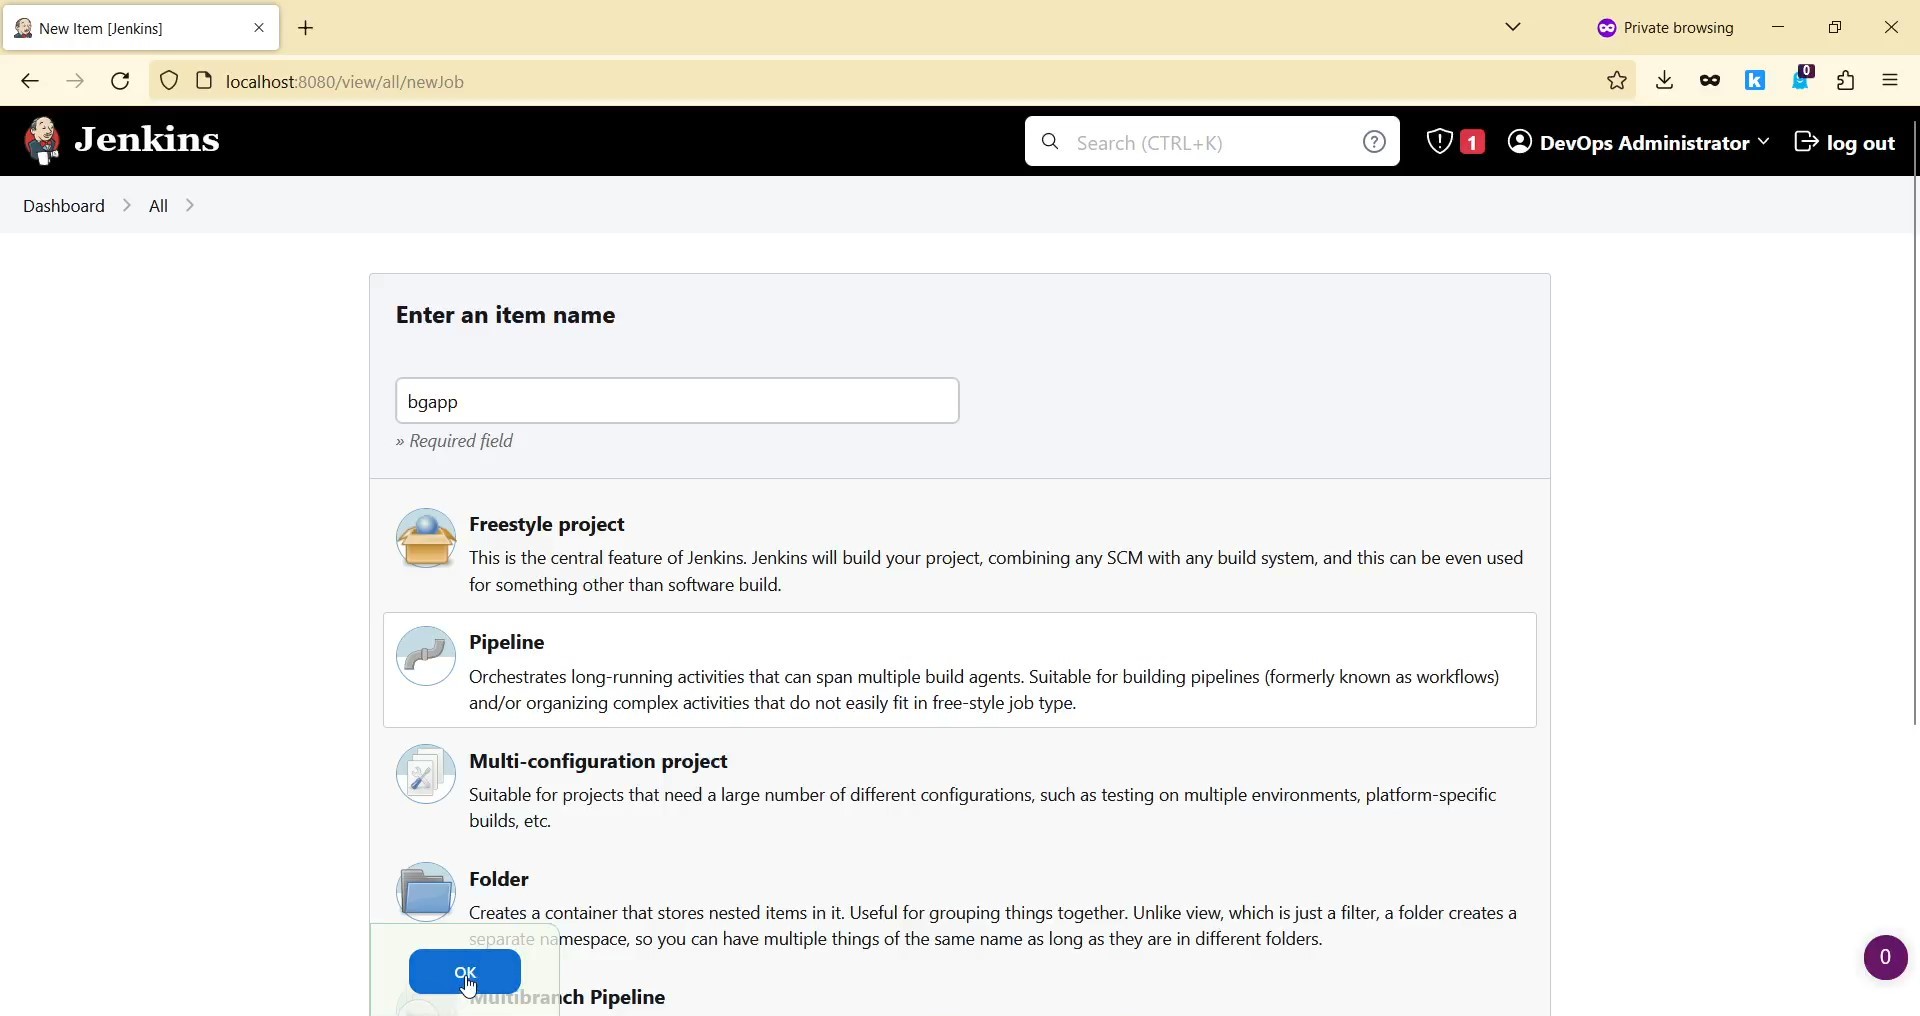 New Item [Jenkins]
Private browsing
localhost:8080/view/all/newJob
k
0
Jenkins
Search (CTRL+K)
?
1
DevOps Administrator
log out
Dashboard
All
Enter an item name
bgapp
» Required field
Freestyle project
This is the central feature of Jenkins. Jenkins will build your project, combining any SCM with any build system, and this can be even used
for something other than software build.
Pipeline
Orchestrates long-running activities that can span multiple build agents. Suitable for building pipelines (formerly known as workflows)
and/or organizing complex activities that do not easily fit in free-style job type.
Multi-configuration project
Suitable for projects that need a large number of different configurations, such as testing on multiple environments, platform-specific
builds, etc.
Folder
Creates a container that stores nested items in it. Useful for grouping things together. Unlike view, which is just a filter, a folder creates a
separate namespace, so you can have multiple things of the same name as long as they are in different folders.
0
OK
Multibranch Pipeline